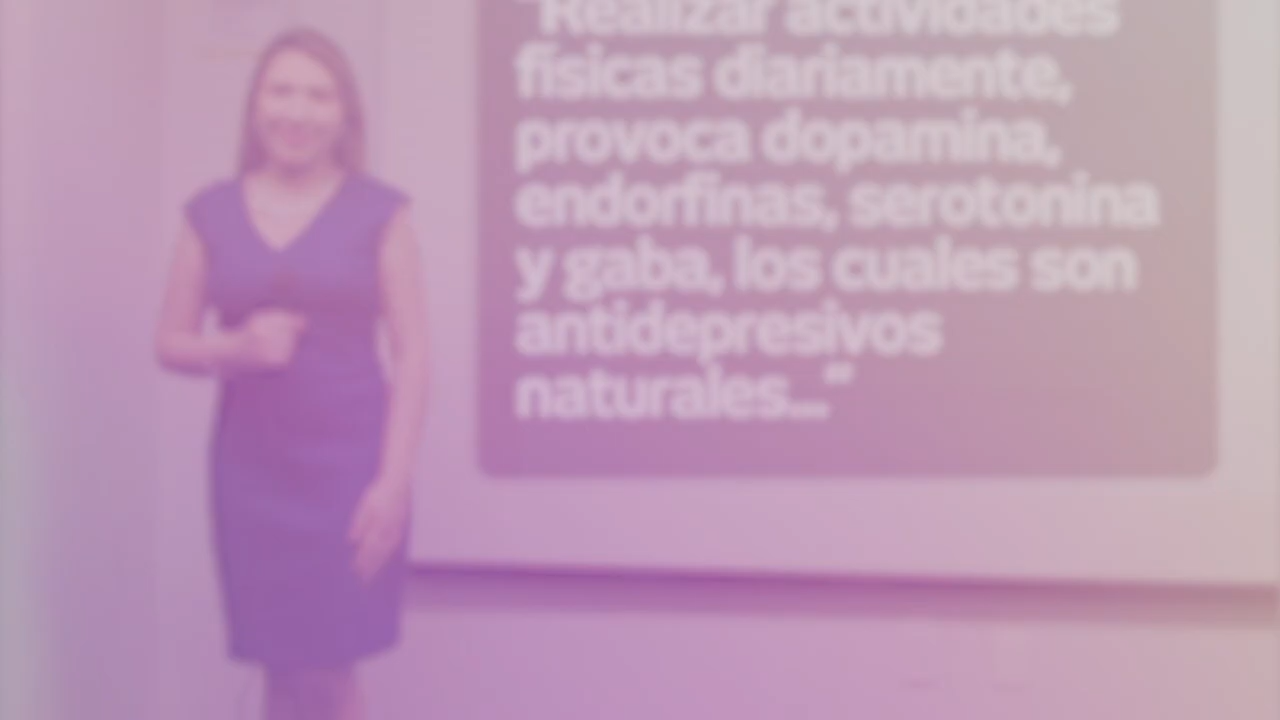 "Realizar actividades
físicas diariamente,
provoca dopamina,
endorfinas, serotonina
y gaba, los cuales son
antidepresivos
naturales..."